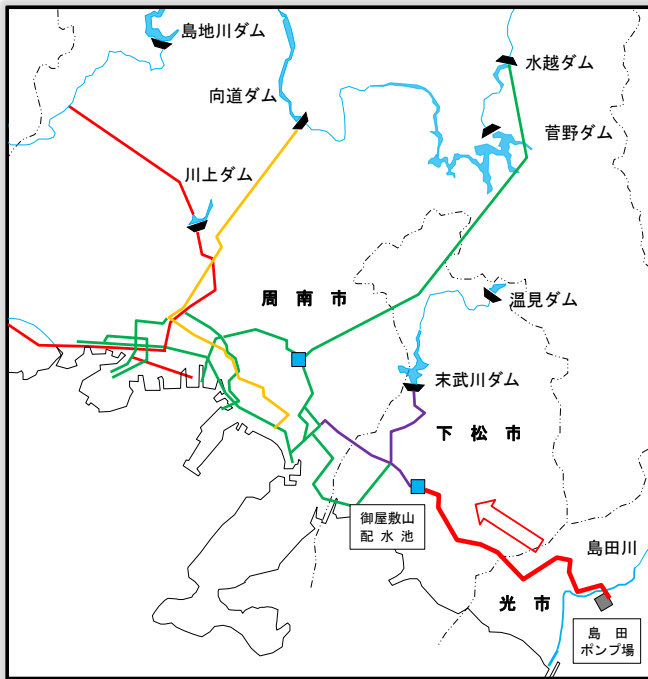 島地川ダム
水越ダム
向道ダム
菅野ダム
川上ダム
周南市
温見ダム
末武川ダム
下松市
御屋敷山
配水池
島田川
光市
島田
ポンプ場